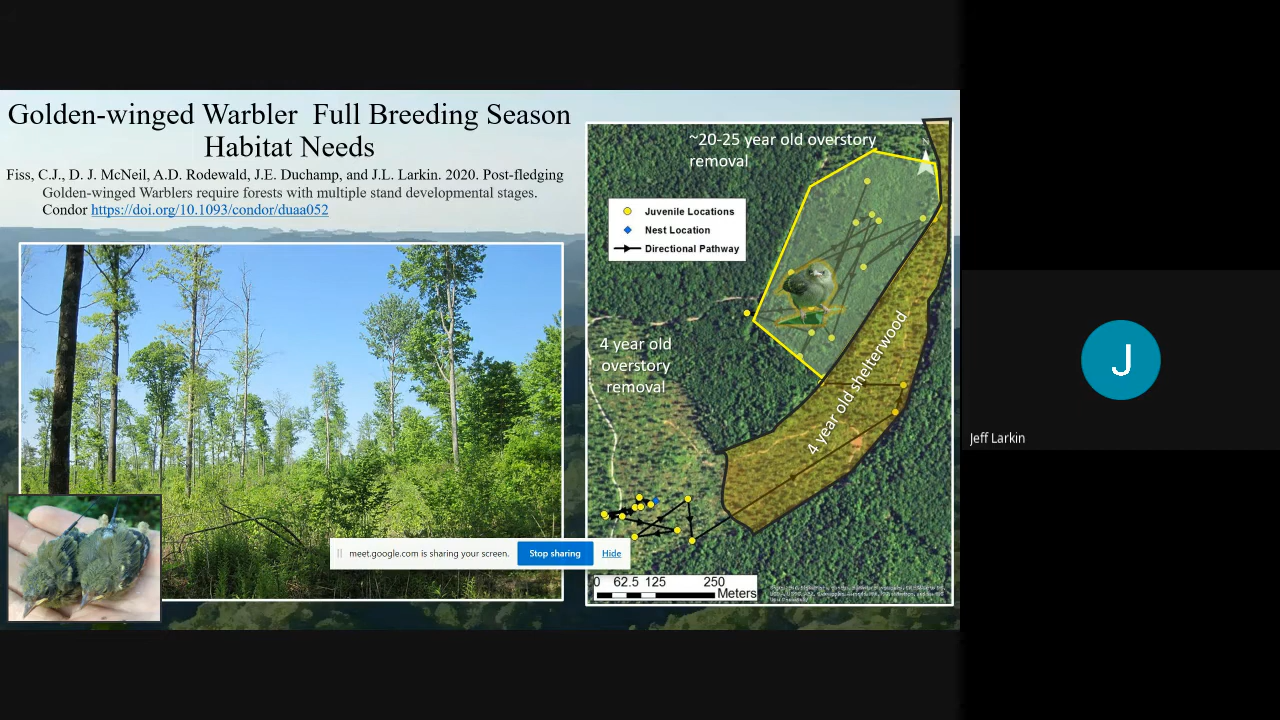 Golden-winged Warbler  Full Breeding Season
Habitat Needs
Fiss, C.J., D. J. McNeil, A.D. Rodewald, J.E. Duchamp, and J.L. Larkin. 2020. Post-fledging
Golden-winged Warblers require forests with multiple stand developmental stages.
Condor https://doi.org/10.1093/condor/duaa052
~20-25 year old overstory
removal
N
Juvenile Locations
Nest Location
Directional Pathway
4 year old
overstory
removal
4 year old shelterwood
meet.google.com is sharing your screen.
Stop sharing
Hide
0 62.5 125 250
Meters
J
Jeff Larkin